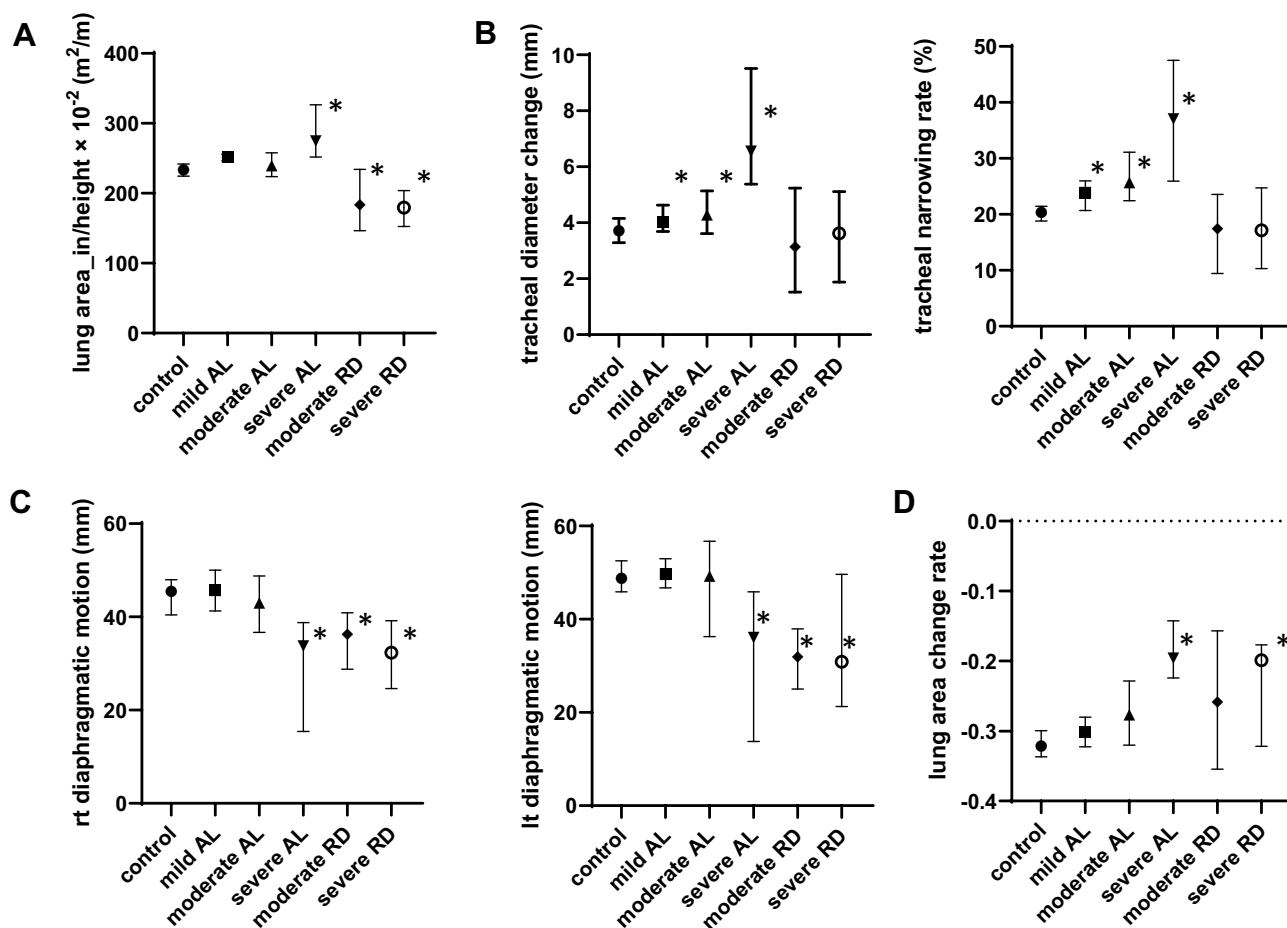 A
lung area_in/height × 10⁻² (m²/m)
400
300
200
100
0
*
*
*
control
mild AL
moderate AL
severe AL
moderate RD
severe RD
B
tracheal diameter change (mm)
10
8
6
4
2
0
*
*
*
control
mild AL
moderate AL
severe AL
moderate RD
severe RD
tracheal narrowing rate (%)
50
40
30
20
10
0
*
*
*
control
mild AL
moderate AL
severe AL
moderate RD
severe RD
C
rt diaphragmatic motion (mm)
60
40
20
0
*
*
*
control
mild AL
moderate AL
severe AL
moderate RD
severe RD
lt diaphragmatic motion (mm)
60
40
20
0
*
*
*
control
mild AL
moderate AL
severe AL
moderate RD
severe RD
D
lung area change rate
0.0
-0.1
-0.2
-0.3
-0.4
*
*
control
mild AL
moderate AL
severe AL
moderate RD
severe RD